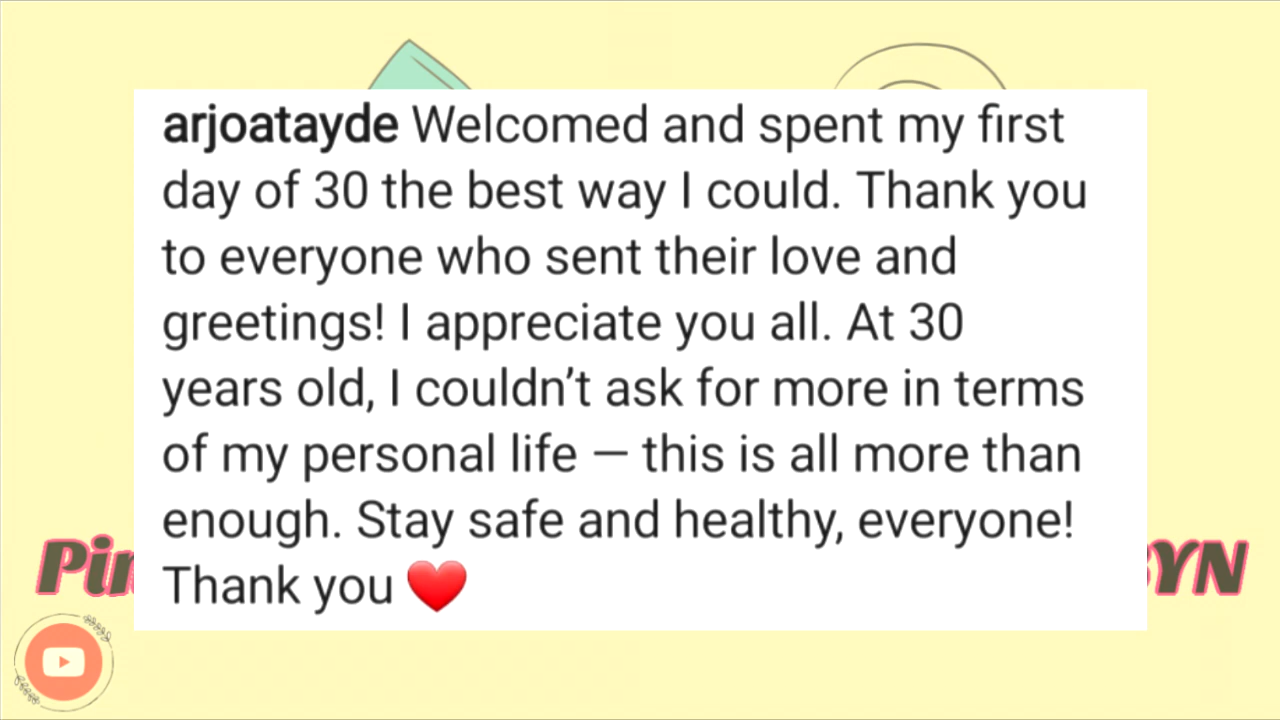 arjoatayde Welcomed and spent my first
day of 30 the best way I could. Thank you
to everyone who sent their love and
greetings! I appreciate you all. At 30
years old, I couldn’t ask for more in terms
of my personal life — this is all more than
enough. Stay safe and healthy, everyone!
Thank you ❤️